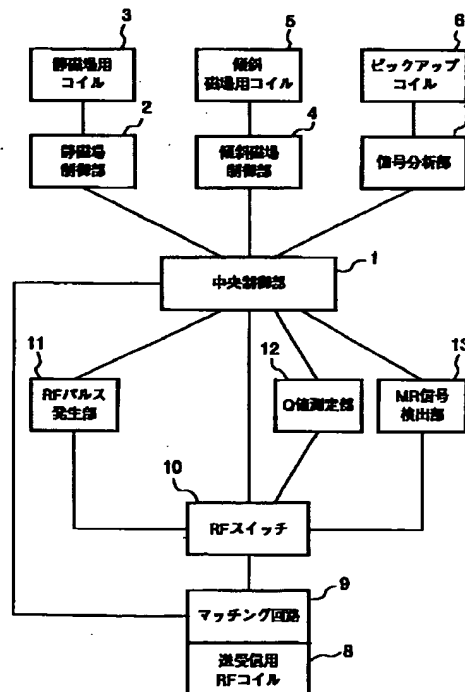 3
5
6
静磁場用
コイル
傾斜
磁場用コイル
ピックアップ
コイル
2
4
静磁場
制御部
傾斜磁場
制御部
信号分析部
1
中央制御部
11
12
13
RFパルス
発生部
Q値測定部
MR信号
検出部
10
RFスイッチ
9
マッチング回路
8
送受信用
RFコイル